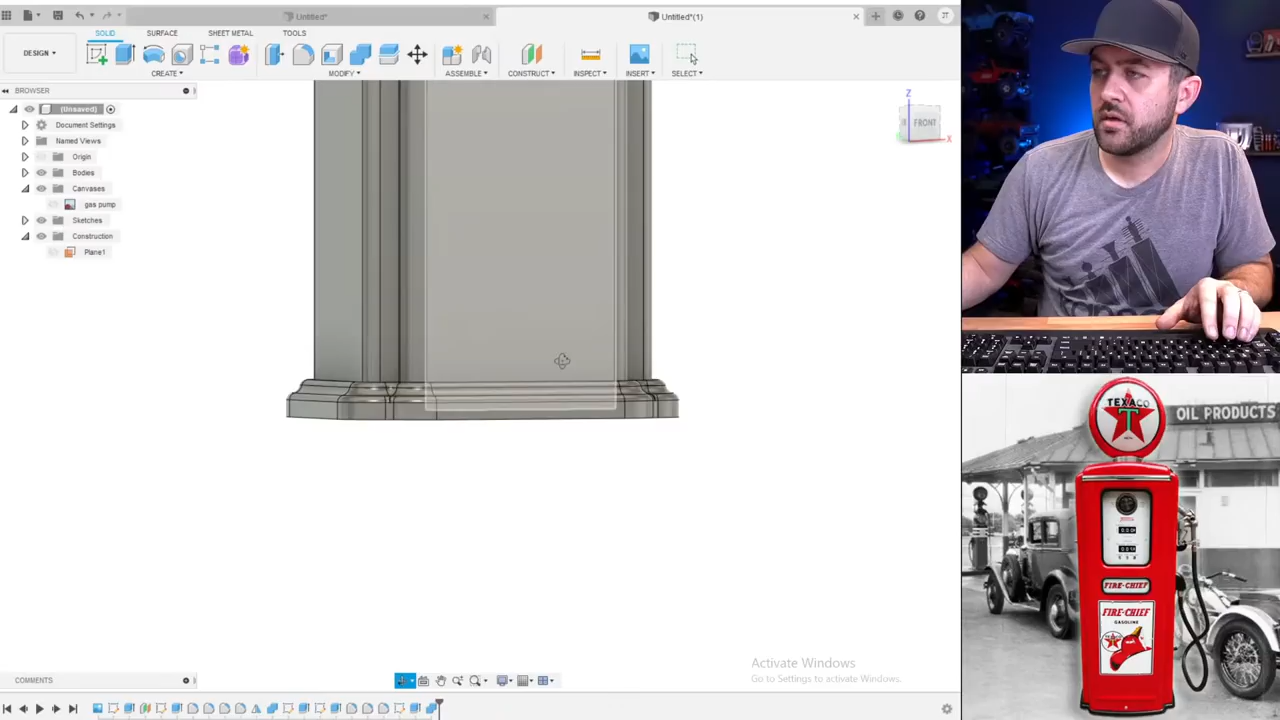 Untitled*
Untitled*(1)
JT
DESIGN
SOLID
SURFACE
SHEET METAL
TOOLS
CREATE
MODIFY
ASSEMBLE
CONSTRUCT
INSPECT
INSERT
SELECT
BROWSER
(Unsaved)
Document Settings
Named Views
Origin
Bodies
Canvases
gas pump
Sketches
Construction
Plane1
Z
FRONT
X
TEXACO
T
OIL PRODUCTS
FIRE-CHIEF
FIRE-CHIEF
GASOLINE
Activate Windows
Go to Settings to activate Windows.
COMMENTS